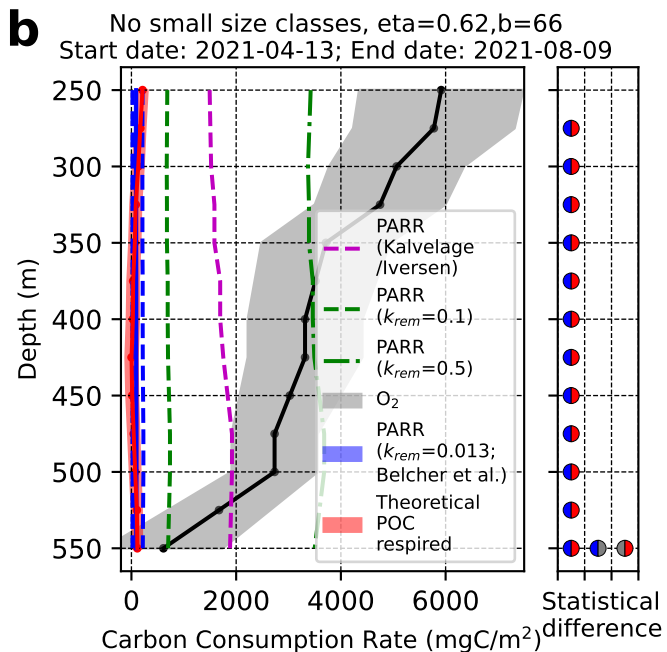 b
No small size classes, eta=0.62,b=66
Start date: 2021-04-13; End date: 2021-08-09
250
300
350
400
450
500
550
Depth (m)
PARR
(Kalvelage
/Iversen)
PARR
(k_rem=0.1)
PARR
(k_rem=0.5)
O₂
PARR
(k_rem=0.013;
Belcher et al.)
Theoretical
POC
respired
0 2000 4000 6000
Carbon Consumption Rate (mgC/m²)
Statistical
difference